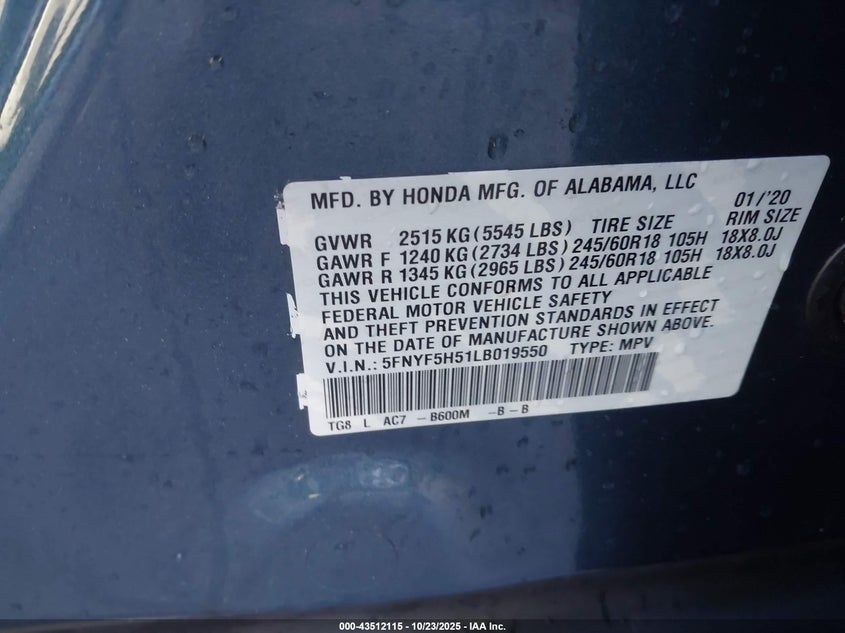 MFD. BY HONDA MFG. OF ALABAMA, LLC 01/'20
GVWR 2515 KG (5545 LBS) TIRE SIZE RIM SIZE
GAWR F 1240 KG (2734 LBS) 245/60R18 105H 18X8.0J
GAWR R 1345 KG (2965 LBS) 245/60R18 105H 18X8.0J
THIS VEHICLE CONFORMS TO ALL APPLICABLE
FEDERAL MOTOR VEHICLE SAFETY
AND THEFT PREVENTION STANDARDS IN EFFECT
ON THE DATE OF MANUFACTURE SHOWN ABOVE.
V.I.N.: 5FNYF5H51LB019550 TYPE: MPV
TG8 L AC7 -B600M -B-B
000-43512115 | 10/23/2025 | IAA Inc.